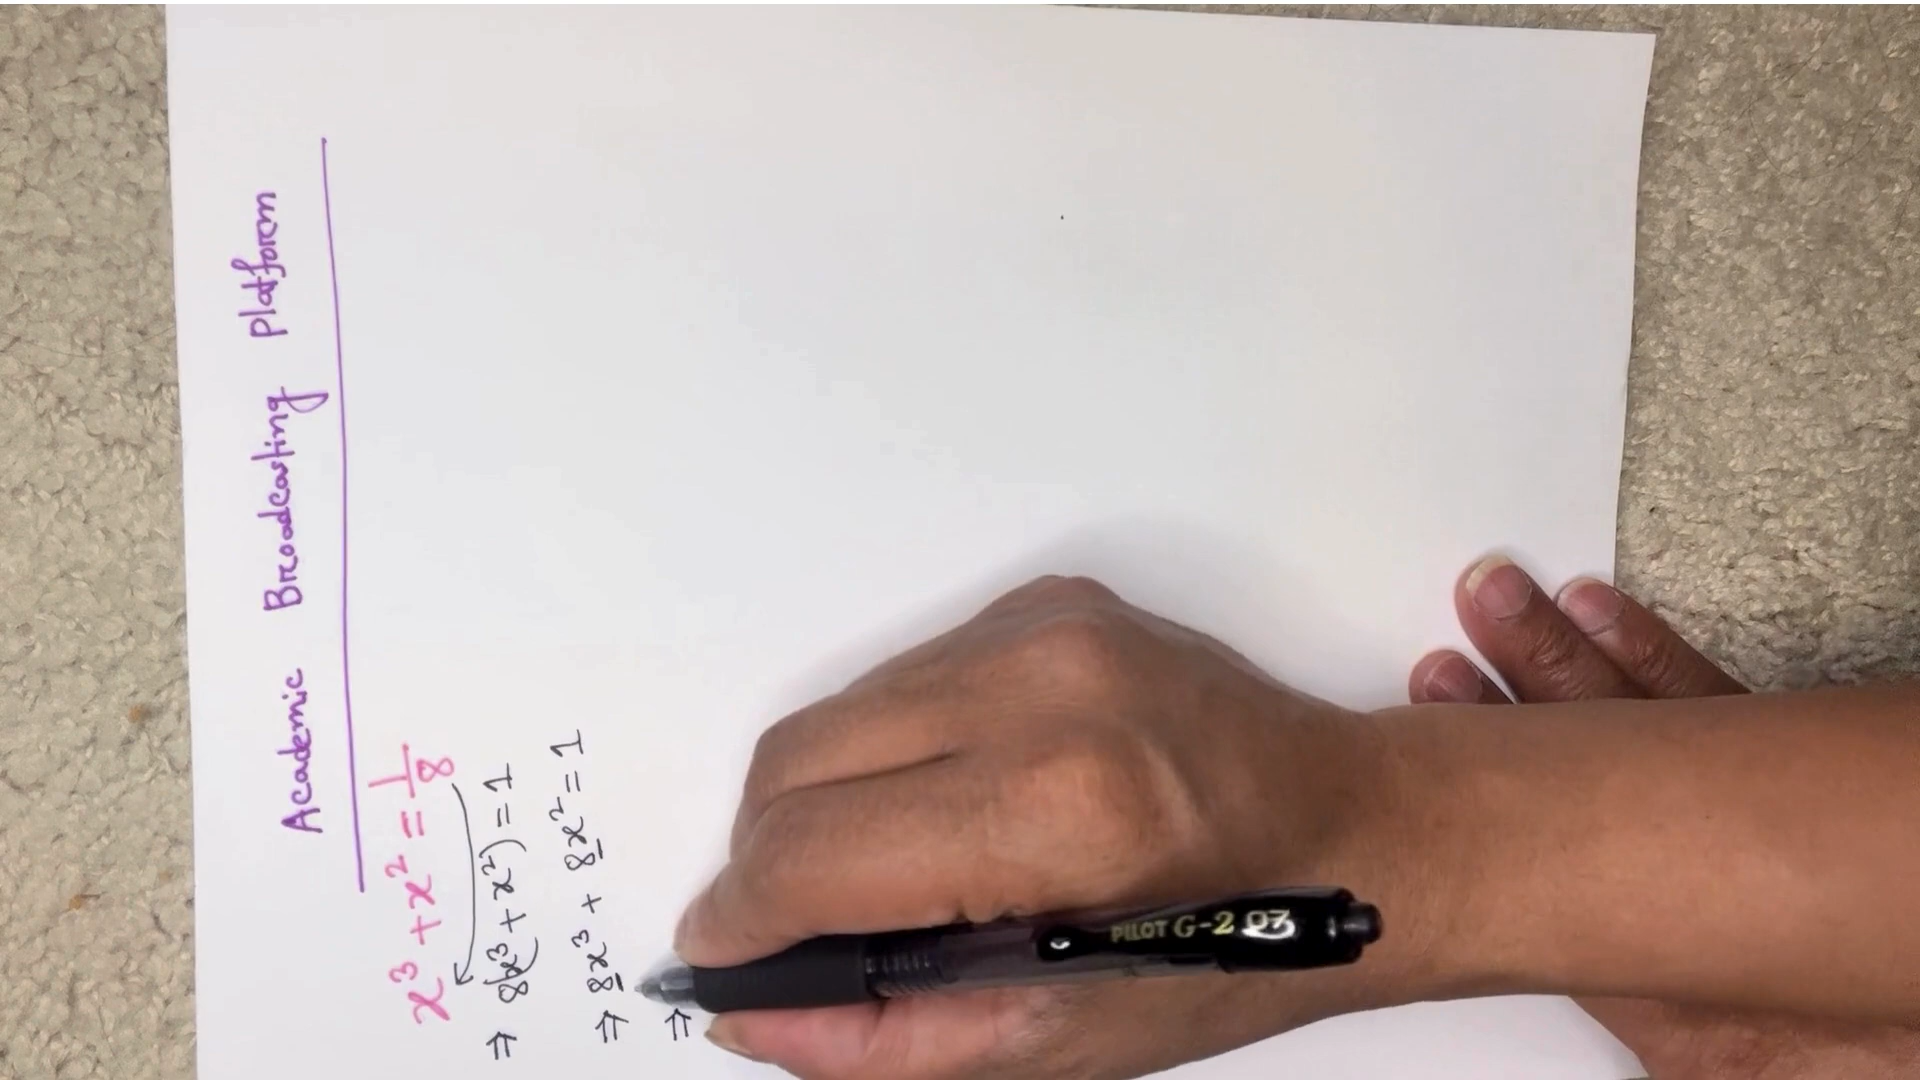 Academic Broadcasting platform
x³ + x² = 1/8
⇒ 8(x³ + x²) = 1
⇒ 8x³ + 8x² = 1
⇒
PILOT G-2 07